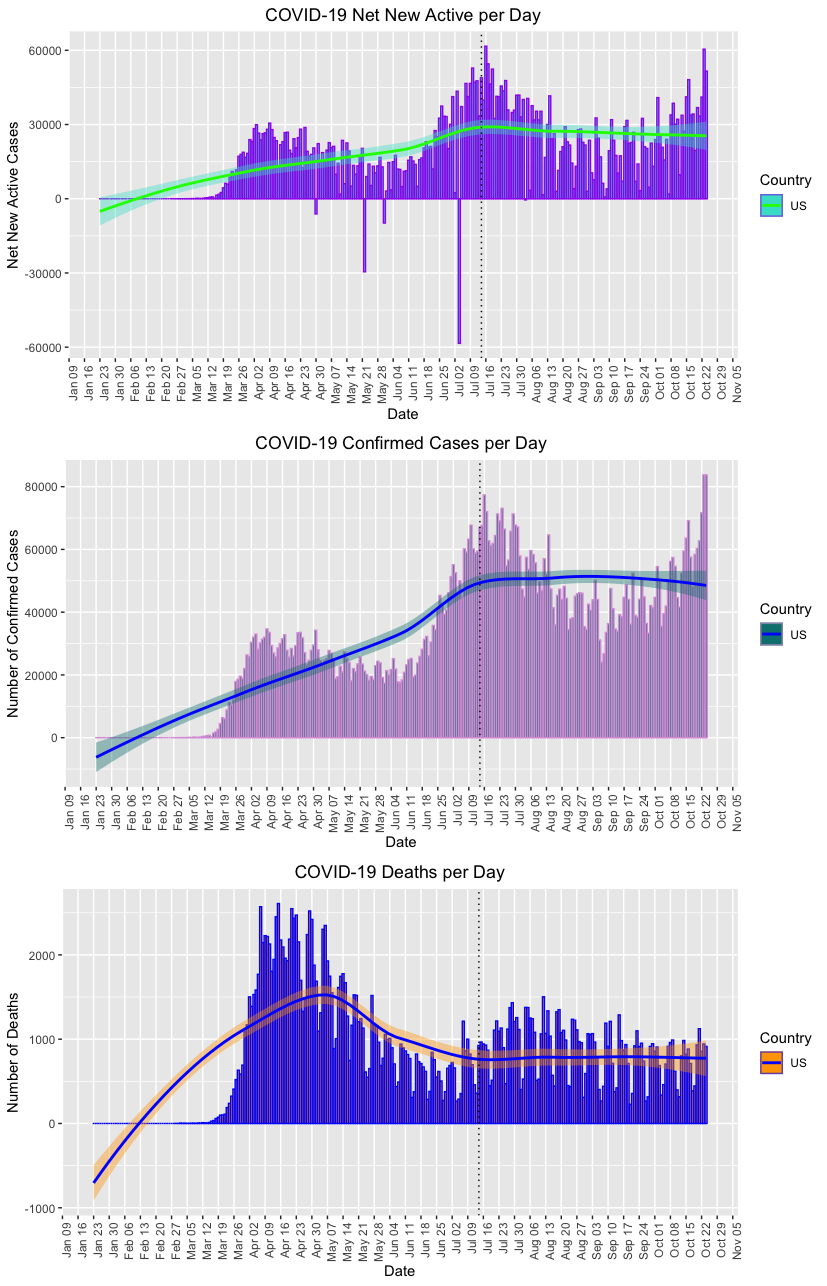 COVID-19 Net New Active per Day
Net New Active Cases
60000
30000
0
-30000
-60000
Jan 09
Jan 16
Jan 23
Jan 30
Feb 06
Feb 13
Feb 20
Feb 27
Mar 05
Mar 12
Mar 19
Mar 26
Apr 02
Apr 09
Apr 16
Apr 23
Apr 30
May 07
May 14
May 21
May 28
Jun 04
Jun 11
Jun 18
Jun 25
Jul 02
Jul 09
Jul 16
Jul 23
Jul 30
Aug 06
Aug 13
Aug 20
Aug 27
Sep 03
Sep 10
Sep 17
Sep 24
Oct 01
Oct 08
Oct 15
Oct 22
Oct 29
Nov 05
Date
Country
US
COVID-19 Confirmed Cases per Day
Number of Confirmed Cases
80000
60000
40000
20000
0
Jan 09
Jan 16
Jan 23
Jan 30
Feb 06
Feb 13
Feb 20
Feb 27
Mar 05
Mar 12
Mar 19
Mar 26
Apr 02
Apr 09
Apr 16
Apr 23
Apr 30
May 07
May 14
May 21
May 28
Jun 04
Jun 11
Jun 18
Jun 25
Jul 02
Jul 09
Jul 16
Jul 23
Jul 30
Aug 06
Aug 13
Aug 20
Aug 27
Sep 03
Sep 10
Sep 17
Sep 24
Oct 01
Oct 08
Oct 15
Oct 22
Oct 29
Nov 05
Date
Country
US
COVID-19 Deaths per Day
Number of Deaths
2000
1000
0
-1000
Jan 09
Jan 16
Jan 23
Jan 30
Feb 06
Feb 13
Feb 20
Feb 27
Mar 05
Mar 12
Mar 19
Mar 26
Apr 02
Apr 09
Apr 16
Apr 23
Apr 30
May 07
May 14
May 21
May 28
Jun 04
Jun 11
Jun 18
Jun 25
Jul 02
Jul 09
Jul 16
Jul 23
Jul 30
Aug 06
Aug 13
Aug 20
Aug 27
Sep 03
Sep 10
Sep 17
Sep 24
Oct 01
Oct 08
Oct 15
Oct 22
Oct 29
Nov 05
Date
Country
US